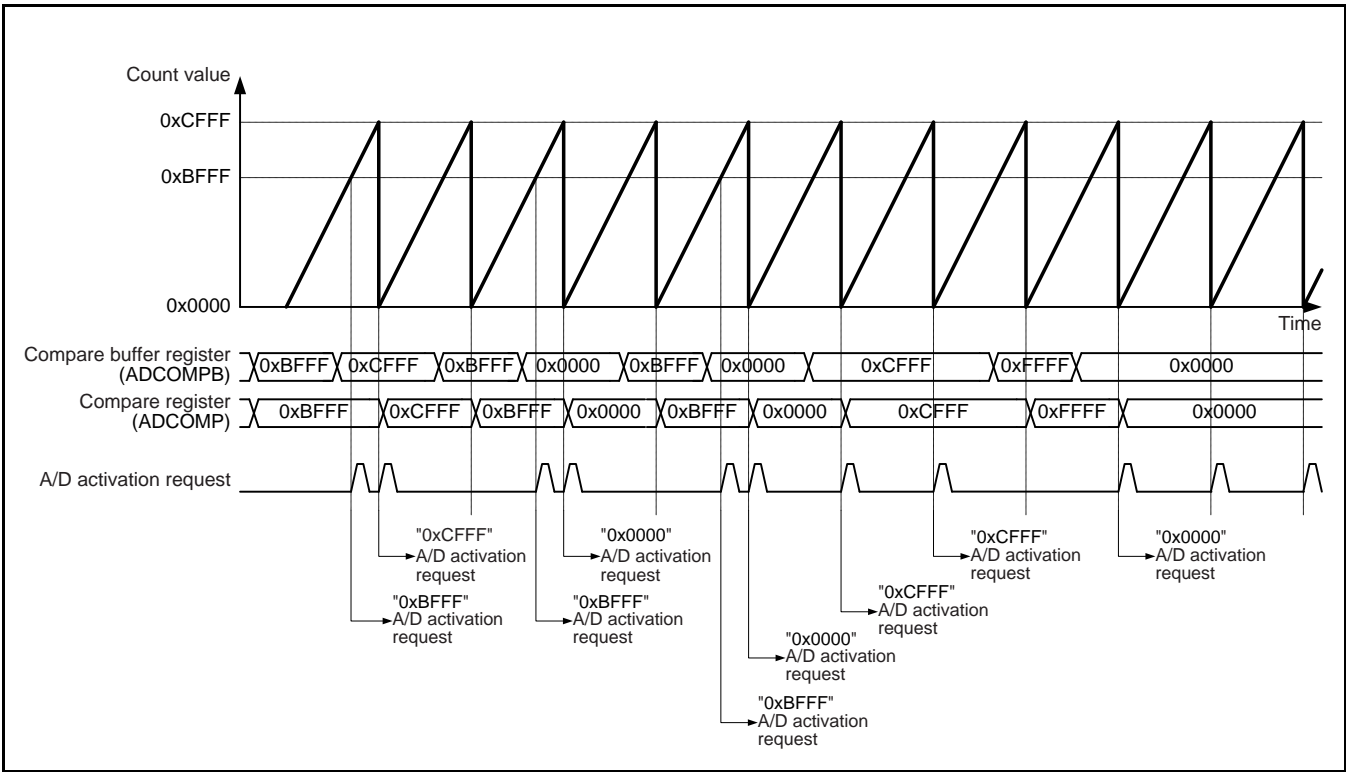 Count value
0xCFFF
0xBFFF
0x0000
Time
Compare buffer register
(ADCOMPB)
0xBFFF 0xCFFF 0xBFFF 0x0000 0xBFFF 0x0000 0xCFFF 0xFFFF 0x0000
Compare register
(ADCOMP)
0xBFFF 0xCFFF 0xBFFF 0x0000 0xBFFF 0x0000 0xCFFF 0xFFFF 0x0000
A/D activation request
"0xCFFF"
A/D activation
request
"0x0000"
A/D activation
request
"0xCFFF"
A/D activation
request
"0x0000"
A/D activation
request
"0xBFFF"
A/D activation
request
"0xBFFF"
A/D activation
request
"0xCFFF"
A/D activation
request
"0x0000"
A/D activation
request
"0xBFFF"
A/D activation
request